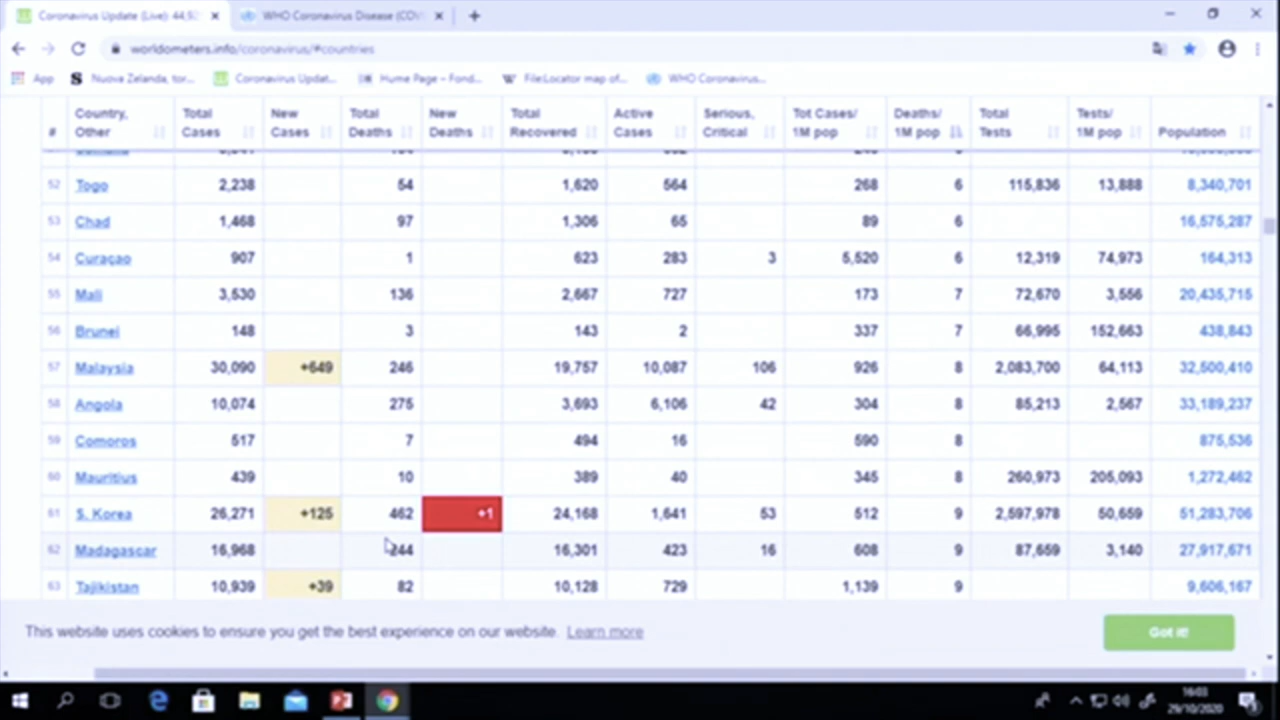 Coronavirus Update (Live): 44,9
WHO Coronavirus Disease (COV
worldometers.info/coronavirus/#countries
App Nuova Zelanda, tor... Coronavirus Updat... Home Page – Fond... File:Locator map of... WHO Coronavirus...
# Country, Other Total Cases New Cases Total Deaths New Deaths Total Recovered Active Cases Serious, Critical Tot Cases/ 1M pop Deaths/ 1M pop Total Tests Tests/ 1M pop Population
52 Togo 2,238 54 1,620 564 268 6 115,836 13,888 8,340,701
53 Chad 1,468 97 1,306 65 89 6 16,575,287
54 Curaçao 907 1 623 283 3 5,520 6 12,319 74,973 164,313
55 Mali 3,530 136 2,667 727 173 7 72,670 3,556 20,435,715
56 Brunei 148 3 143 2 337 7 66,995 152,663 438,843
57 Malaysia 30,090 +649 246 19,757 10,087 106 926 8 2,083,700 64,113 32,500,410
58 Angola 10,074 275 3,693 6,106 42 304 8 85,213 2,567 33,189,237
59 Comoros 517 7 494 16 590 8 875,536
60 Mauritius 439 10 389 40 345 8 260,973 205,093 1,272,462
61 S. Korea 26,271 +125 462 +1 24,168 1,641 53 512 9 2,597,978 50,659 51,283,706
62 Madagascar 16,968 244 16,301 423 16 608 9 87,659 3,140 27,917,671
63 Tajikistan 10,939 +39 82 10,128 729 1,139 9 9,606,167
This website uses cookies to ensure you get the best experience on our website. Learn more
Got it!
16:03
29/10/2020